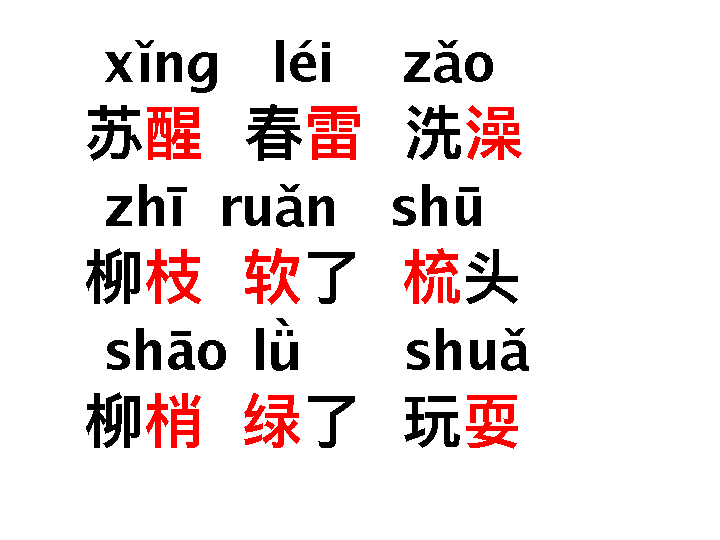 xǐng léi zǎo
苏醒 春雷 洗澡
zhī ruǎn shū
柳枝 软了 梳头
shāo lǜ shuǎ
柳梢 绿了 玩耍